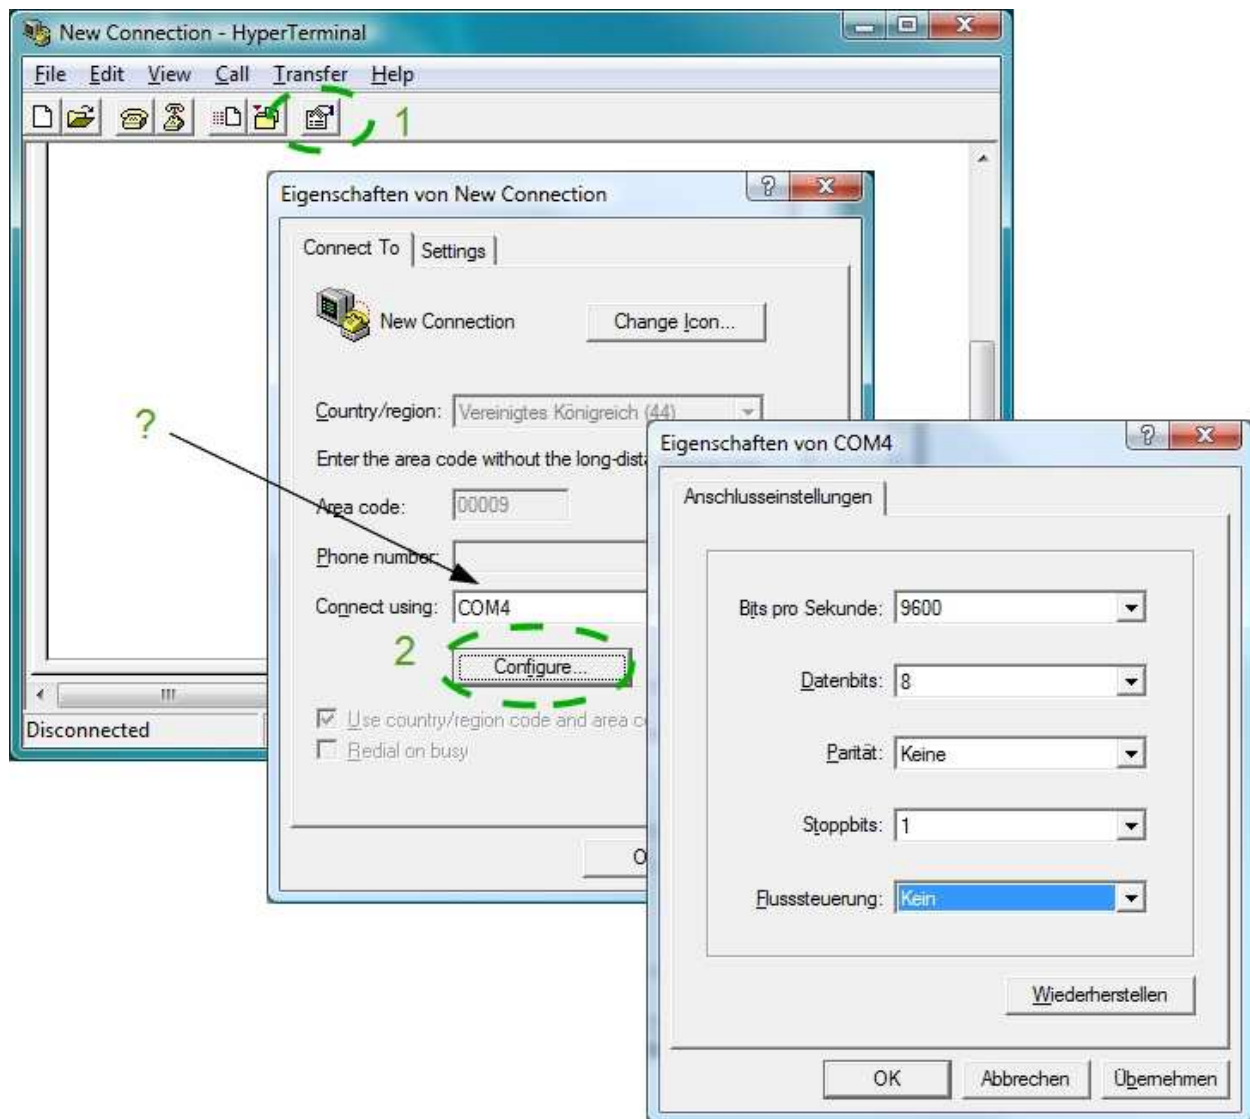 New Connection - HyperTerminal
File Edit View Call Transfer Help
1
Eigenschaften von New Connection
Connect To Settings
New Connection Change Icon...
Country/region: Vereinigtes Königreich (44)
Enter the area code without the long-dist
Area code: 00009
Phone number:
Connect using: COM4
?
2
Configure...
Use country/region code and area c
Redial on busy
O
Disconnected
Eigenschaften von COM4
Anschlusseinstellungen
Bits pro Sekunde: 9600
Datenbits: 8
Parität: Keine
Stoppbits: 1
Flusssteuerung: Kein
Wiederherstellen
OK Abbrechen Übernehmen